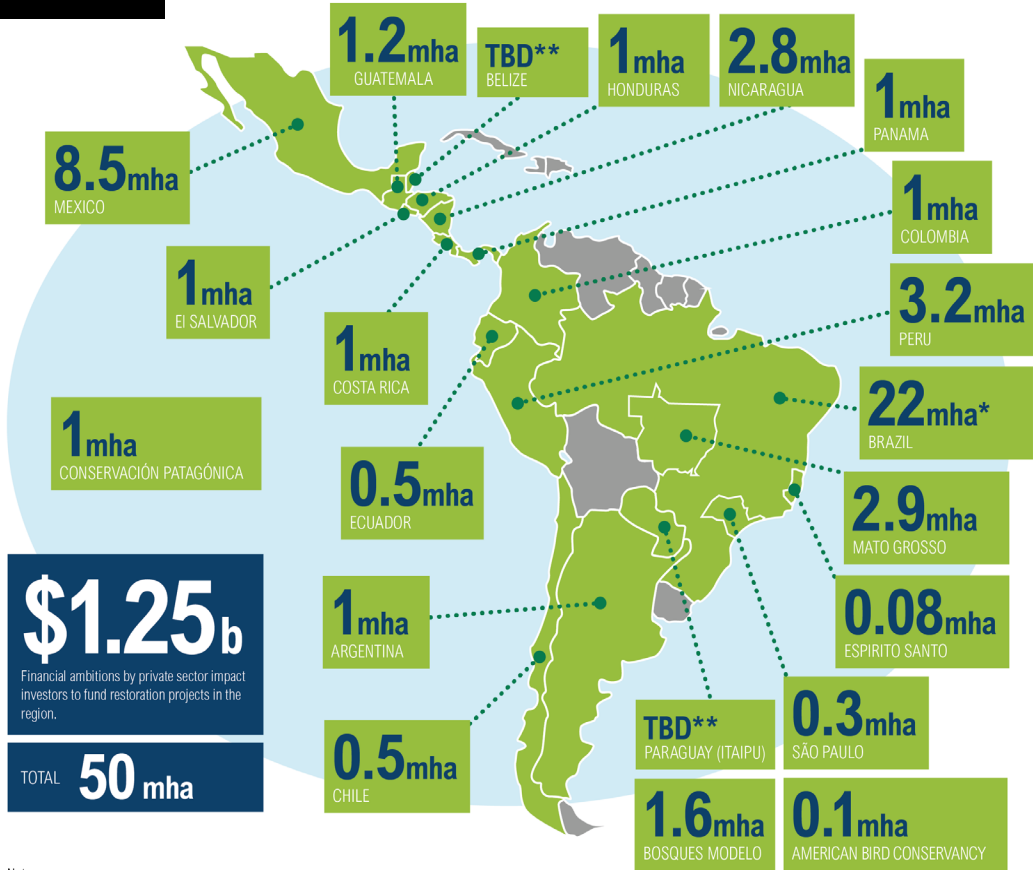 1.2mha
GUATEMALA
TBD**
BELIZE
1mha
HONDURAS
2.8mha
NICARAGUA
1mha
PANAMA
8.5mha
MEXICO
1mha
COLOMBIA
1mha
El SALVADOR
3.2mha
PERU
1mha
COSTA RICA
22mha*
BRAZIL
1mha
CONSERVACIÓN PATAGÓNICA
0.5mha
ECUADOR
2.9mha
MATO GROSSO
$1.25b
Financial ambitions by private sector impact
investors to fund restoration projects in the
region.
1mha
ARGENTINA
0.08mha
ESPIRITO SANTO
TBD**
PARAGUAY (ITAIPU)
0.3mha
SÃO PAULO
TOTAL 50 mha
0.5mha
CHILE
1.6mha
BOSQUES MODELO
0.1mha
AMERICAN BIRD CONSERVANCY